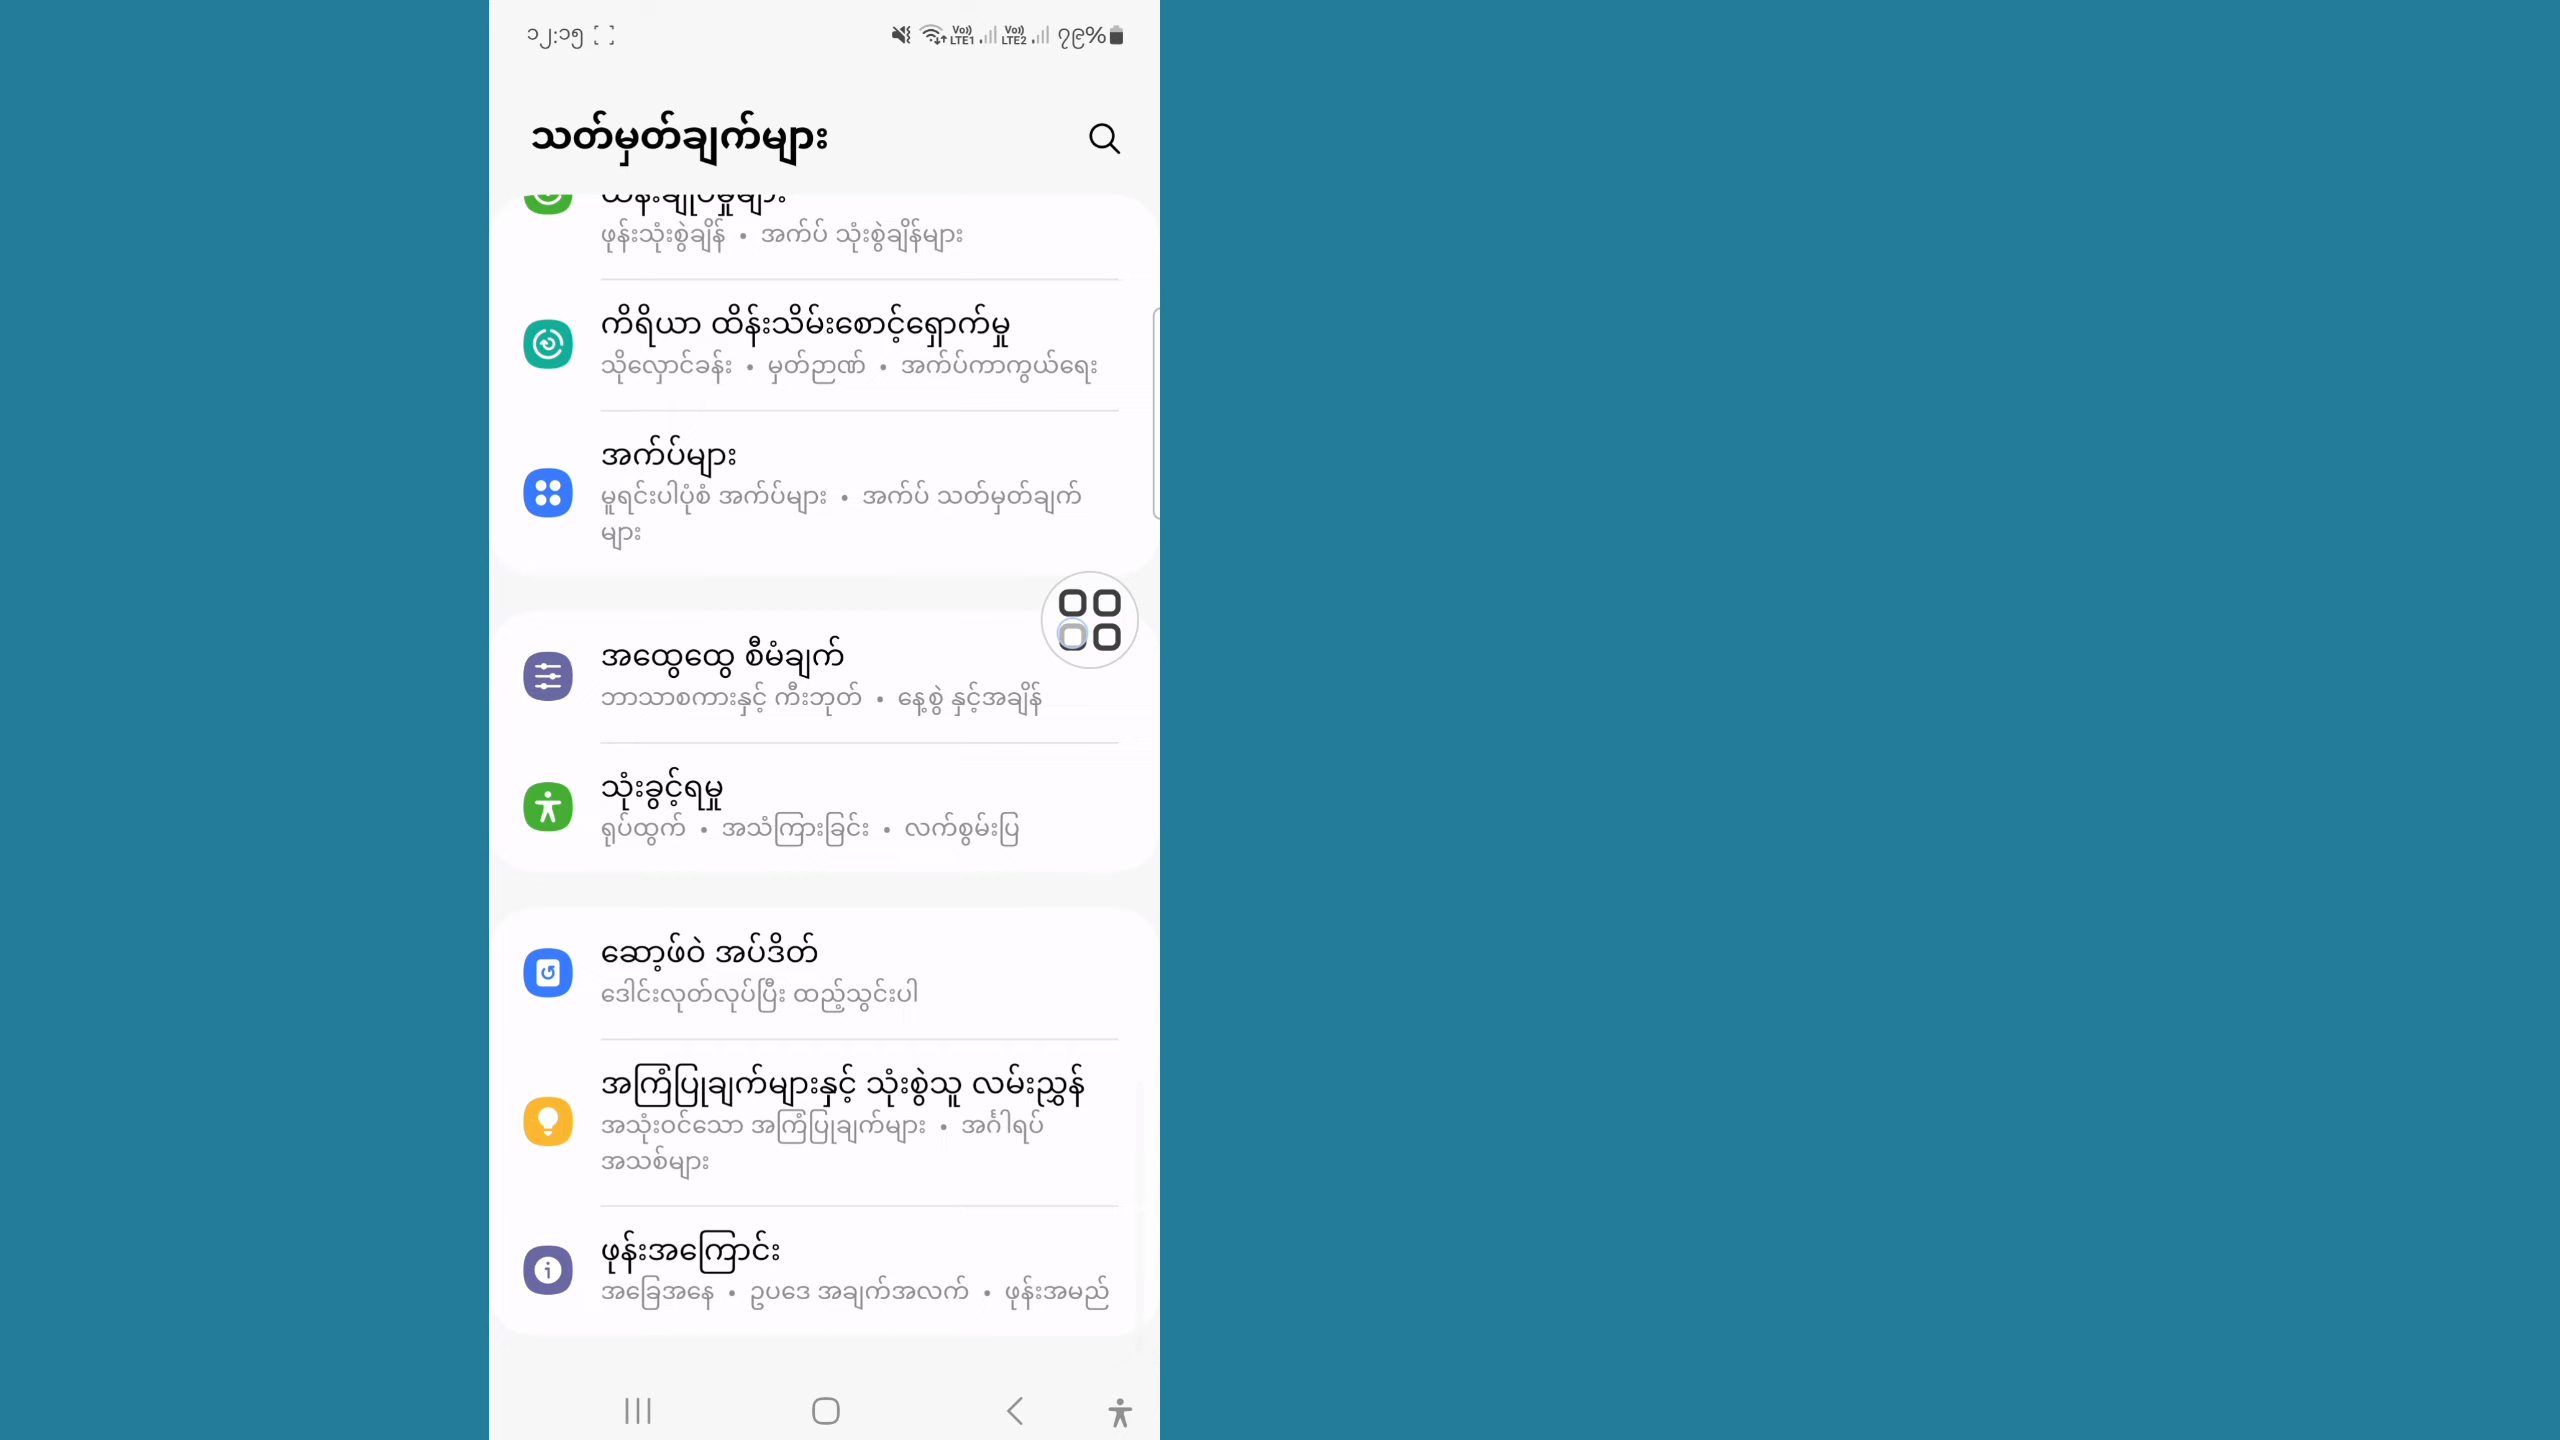 ၁၂:၁၅
Vo)) LTE1 Vo)) LTE2 ၇၉%
သတ်မှတ်ချက်များ
ဖုန်းသုံးစွဲချိန် • အက်ပ် သုံးစွဲချိန်များ
ကိရိယာ ထိန်းသိမ်းစောင့်ရှောက်မှု
သိုလှောင်ခန်း • မှတ်ဉာဏ် • အက်ပ်ကာကွယ်ရေး
အက်ပ်များ
မူရင်းပါပုံစံ အက်ပ်များ • အက်ပ် သတ်မှတ်ချက်
များ
အထွေထွေ စီမံချက်
ဘာသာစကားနှင့် ကီးဘုတ် • နေ့စွဲ နှင့်အချိန်
သုံးခွင့်ရမှု
ရုပ်ထွက် • အသံကြားခြင်း • လက်စွမ်းပြ
ဆော့ဖ်ဝဲ အပ်ဒိတ်
ဒေါင်းလုတ်လုပ်ပြီး ထည့်သွင်းပါ
အကြံပြုချက်များနှင့် သုံးစွဲသူ လမ်းညွှန်
အသုံးဝင်သော အကြံပြုချက်များ • အင်္ဂါရပ်
အသစ်များ
ဖုန်းအကြောင်း
အခြေအနေ • ဥပဒေ အချက်အလက် • ဖုန်းအမည်